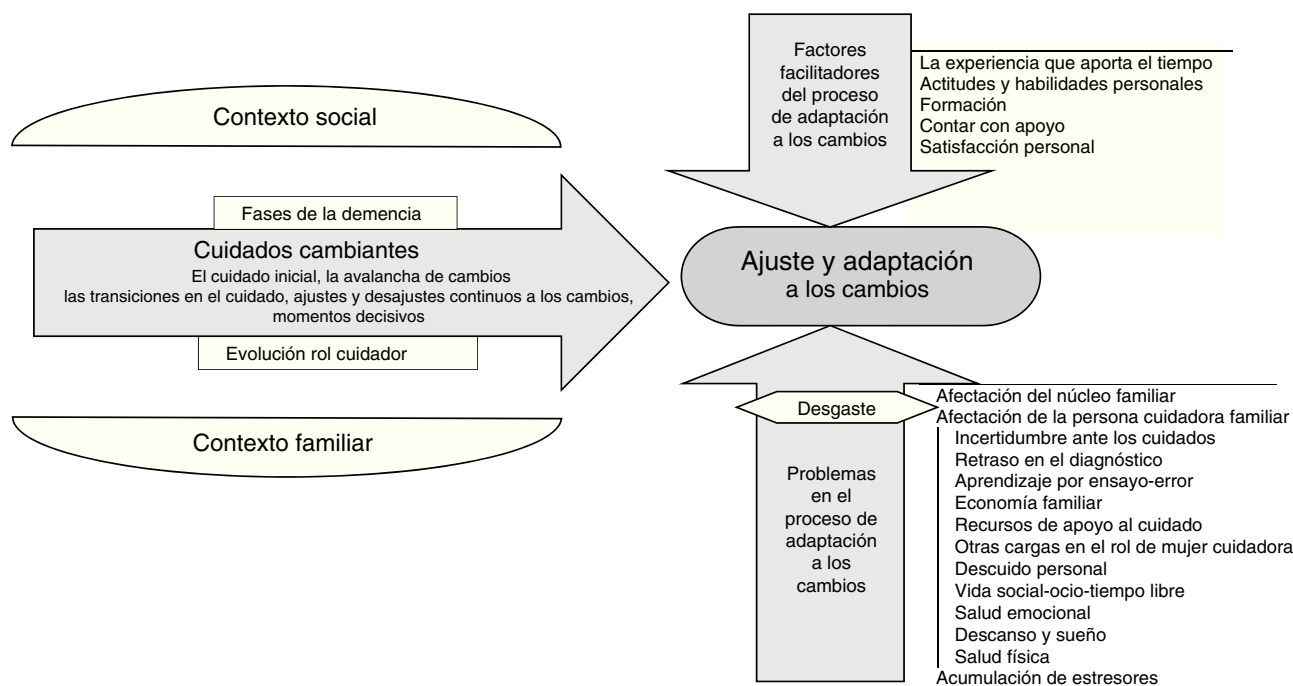 Contexto social
Fases de la demencia
Cuidados cambiantes
El cuidado inicial, la avalancha de cambios
las transiciones en el cuidado, ajustes y desajustes continuos a los cambios,
momentos decisivos
Evolución rol cuidador
Contexto familiar
Factores
facilitadores
del proceso
de adaptación
a los cambios
La experiencia que aporta el tiempo
Actitudes y habilidades personales
Formación
Contar con apoyo
Satisfacción personal
Ajuste y adaptación
a los cambios
Desgaste
Problemas
en el
proceso de
adaptación
a los
cambios
Afectación del núcleo familiar
Afectación de la persona cuidadora familiar
Incertidumbre ante los cuidados
Retraso en el diagnóstico
Aprendizaje por ensayo-error
Economía familiar
Recursos de apoyo al cuidado
Otras cargas en el rol de mujer cuidadora
Descuido personal
Vida social-ocio-tiempo libre
Salud emocional
Descanso y sueño
Salud física
Acumulación de estresores